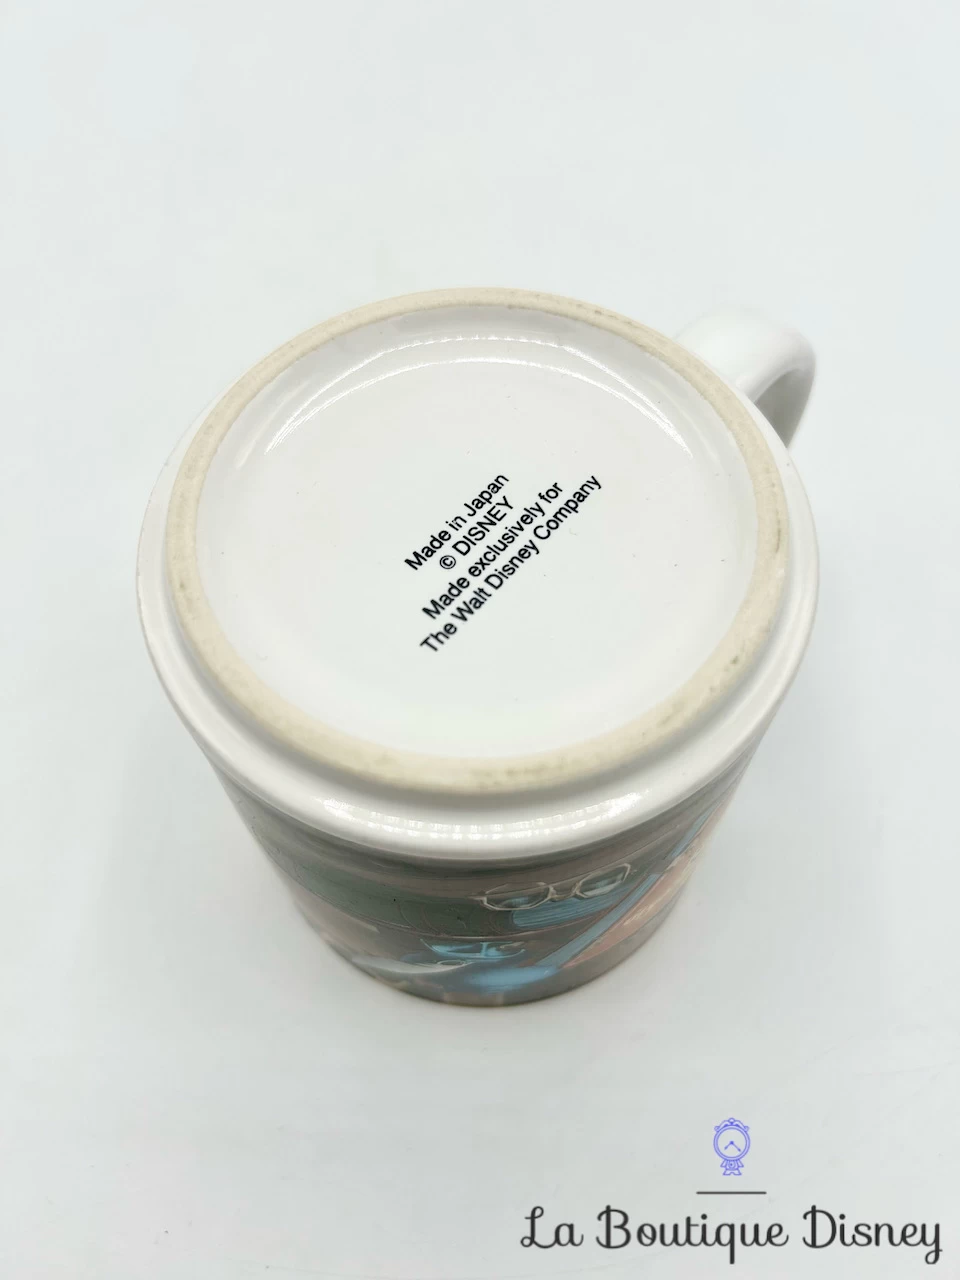 Made in Japan
© DISNEY
Made exclusively for
The Walt Disney Company
La Boutique Disney